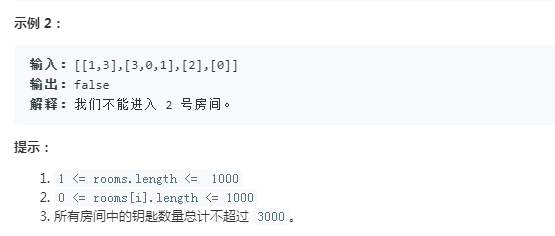 示例 2：
输入：[[1,3],[3,0,1],[2],[0]]
输出：false
解释：我们不能进入 2 号房间。
提示：
1. 1 <= rooms.length <= 1000
2. 0 <= rooms[i].length <= 1000
3. 所有房间中的钥匙数量总计不超过 3000。